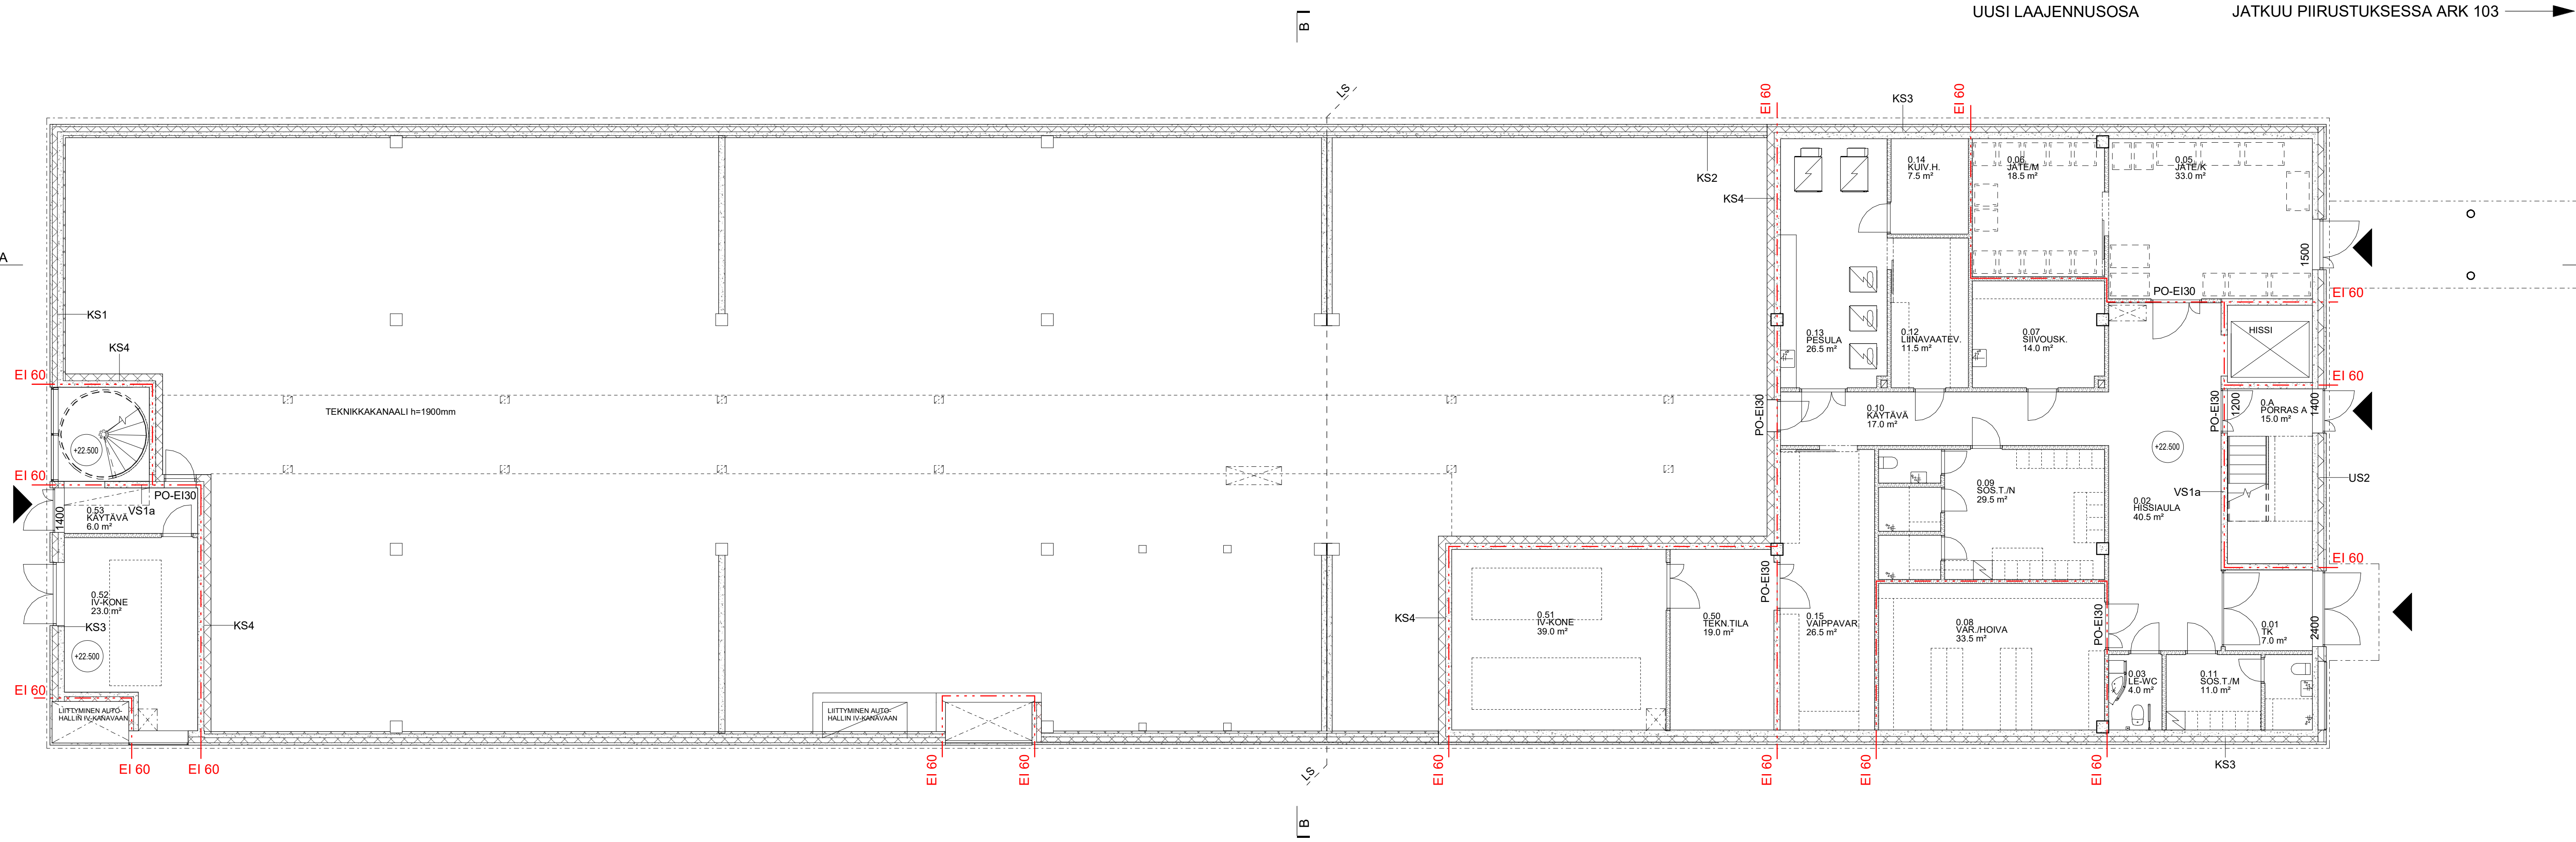 B
UUSI LAAJENNUSOSA
JATKUU PIIRUSTUKSESSA ARK 103
LS
EI 60
EI 60
KS3
KS2
KS4
0.14
KUIV.H.
7.5 m²
0.06
JÄTE/M
18.5 m²
0.05
JÄTE/K
33.0 m²
A
1500
KS1
KS4
EI 60
TEKNIIKKAKANAALI h=1900mm
+22.500
EI 60
PO-EI30
VS1a
0.53
KÄYTÄVÄ
6.0 m²
1400
0.52
IV-KONE
23.0 m²
KS3
KS4
+22.500
EI 60
LIITTYMINEN AUTO-
HALLIN IV-KANAVAAN
EI 60
EI 60
LIITTYMINEN AUTO-
HALLIN IV-KANAVAAN
EI 60
EI 60
LS
B
0.13
PESULA
26.5 m²
0.12
LIINAVAATEV.
11.5 m²
0.07
SIIVOUSK.
14.0 m²
PO-EI30
EI 60
HISSI
EI 60
PO-EI30
0.10
KÄYTÄVÄ
17.0 m²
PO-EI30
1200
0.A
PORRAS A
15.0 m²
1400
+22.500
0.09
SOS.T./N
29.5 m²
0.02
HISSIAULA
40.5 m²
VS1a
US2
EI 60
KS4
0.51
IV-KONE
39.0 m²
0.50
TEKN.TILA
19.0 m²
PO-EI30
0.15
VAIPPAVAR.
26.5 m²
0.08
VAR./HOIVA
33.5 m²
PO-EI30
0.01
TK
7.0 m²
2400
0.03
LE-WC
4.0 m²
0.11
SOS.T./M
11.0 m²
EI 60
EI 60
EI 60
EI 60
KS3